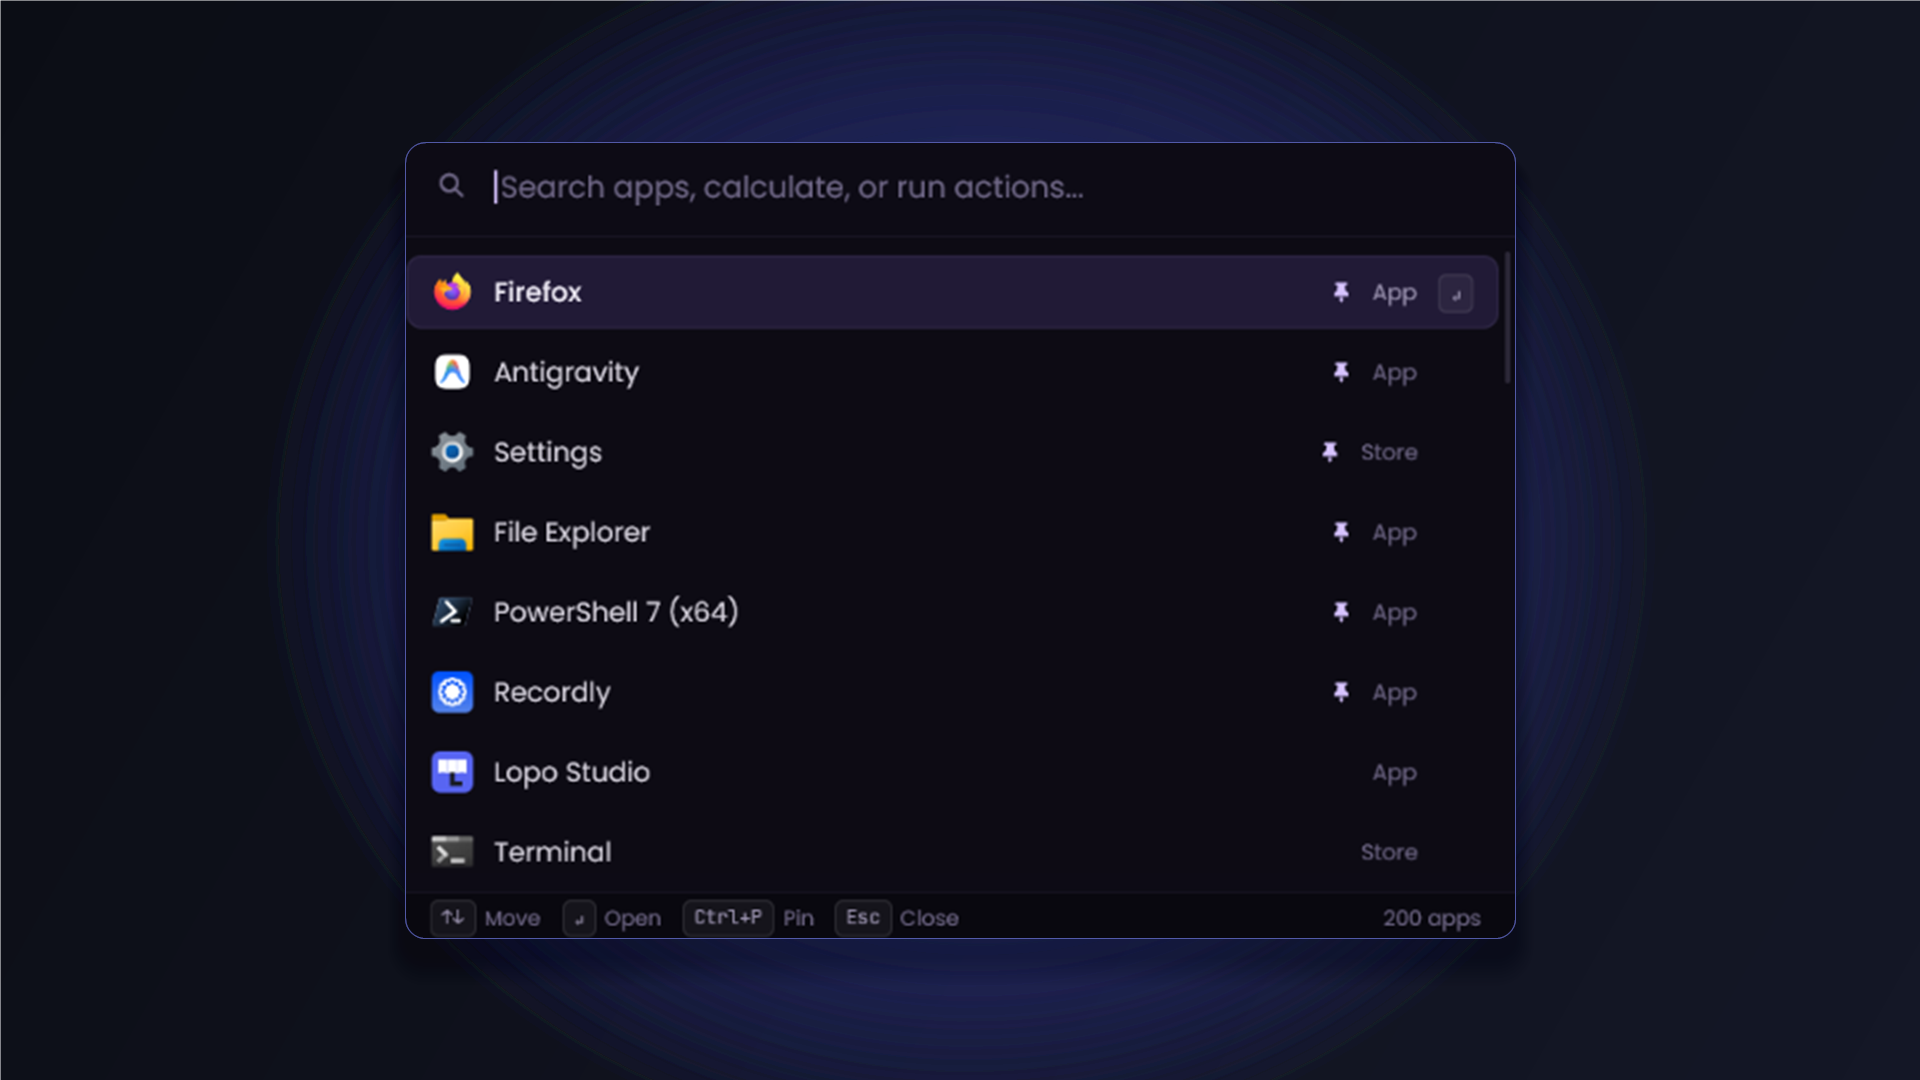 Search apps, calculate, or run actions...
Firefox App ↲
Antigravity App
Settings Store
File Explorer App
PowerShell 7 (x64) App
Recordly App
Lopo Studio App
Terminal Store
↑↓ Move ↲ Open Ctrl+P Pin Esc Close 200 apps